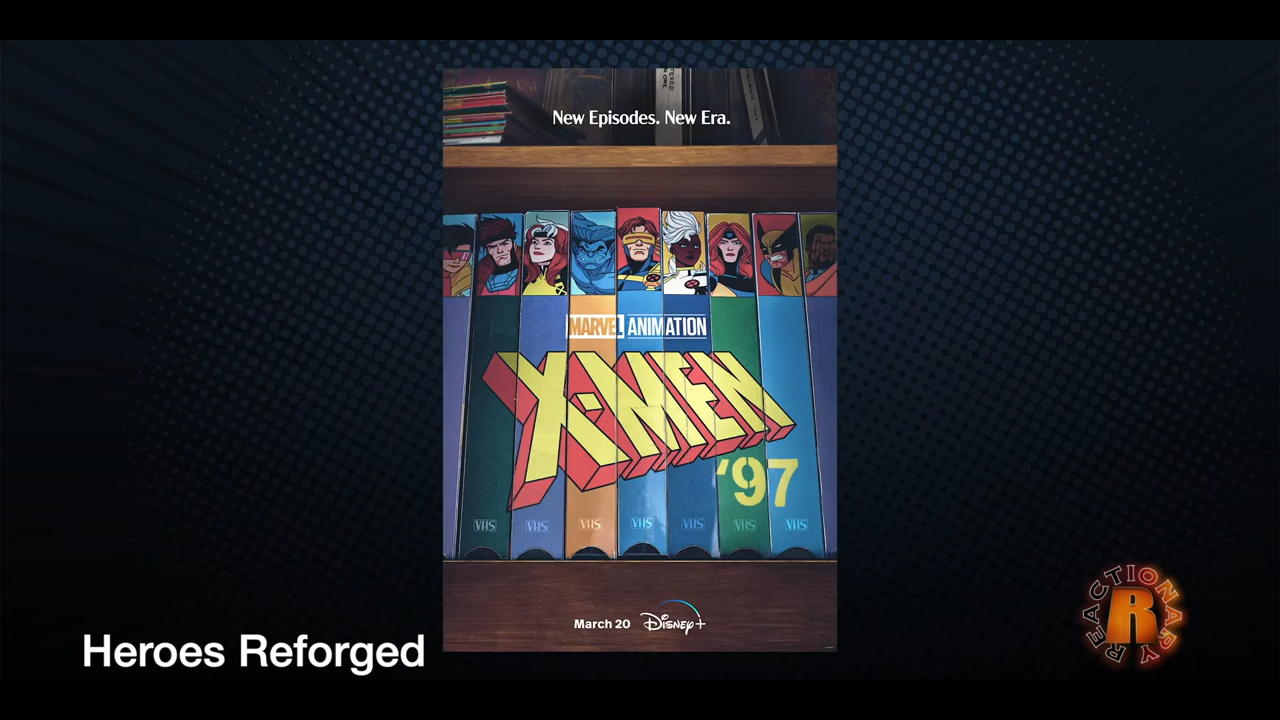 New Episodes. New Era.
MARVEL ANIMATION
X-MEN
'97
VHS VHS VHS VHS VHS VHS VHS
March 20 Disney+
Heroes Reforged
REACTIONARY
R